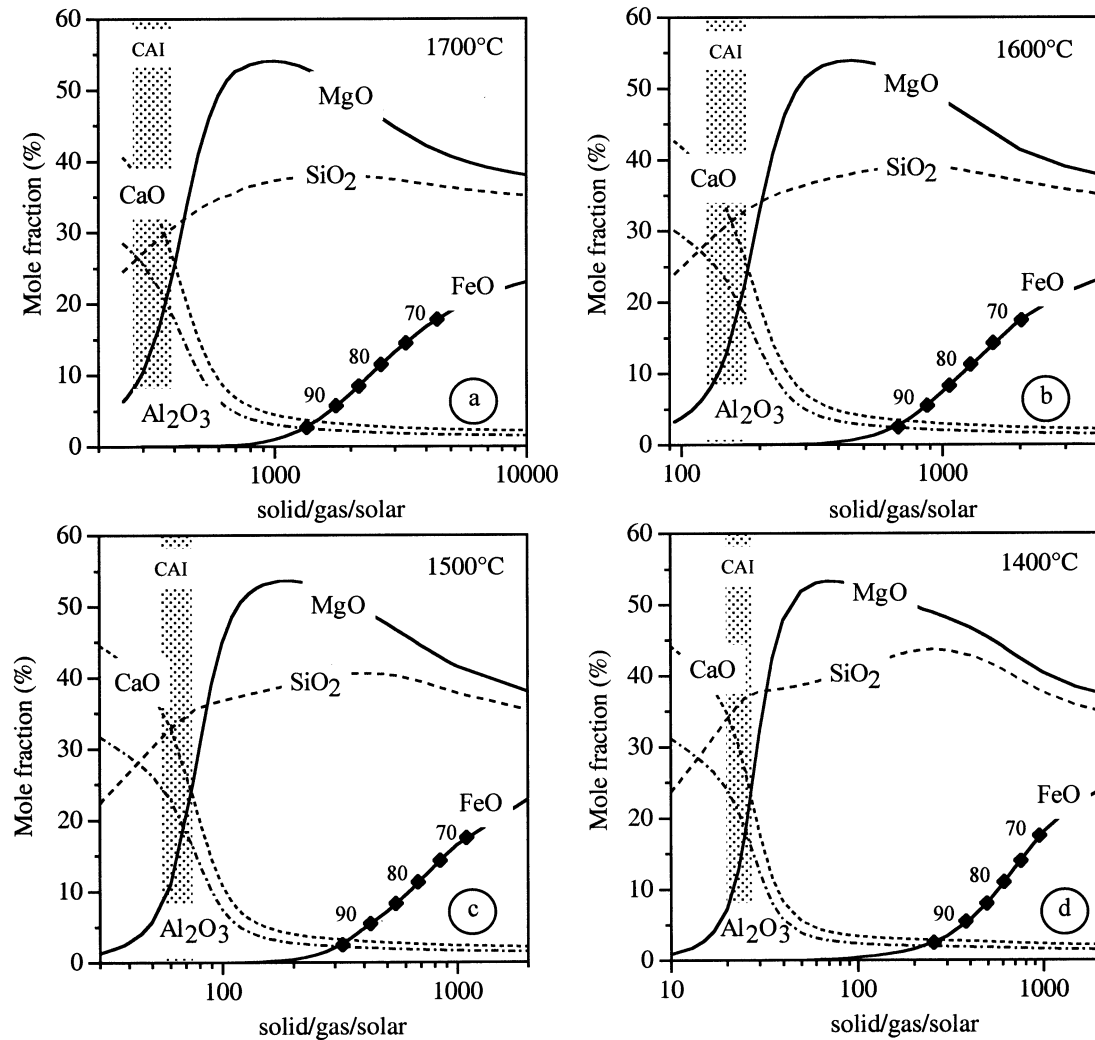 60
50
40
30
20
10
0
Mole fraction (%)
CAI
1700°C
MgO
CaO
SiO₂
FeO
70
80
90
Al₂O₃
a
1000
10000
solid/gas/solar
60
50
40
30
20
10
0
Mole fraction (%)
CAI
1600°C
MgO
CaO
SiO₂
FeO
70
80
90
Al₂O₃
b
100
1000
solid/gas/solar
60
50
40
30
20
10
0
Mole fraction (%)
CAI
1500°C
MgO
CaO
SiO₂
FeO
70
80
90
Al₂O₃
c
100
1000
solid/gas/solar
60
50
40
30
20
10
0
Mole fraction (%)
CAI
1400°C
MgO
CaO
SiO₂
FeO
70
80
90
Al₂O₃
d
10
100
1000
solid/gas/solar